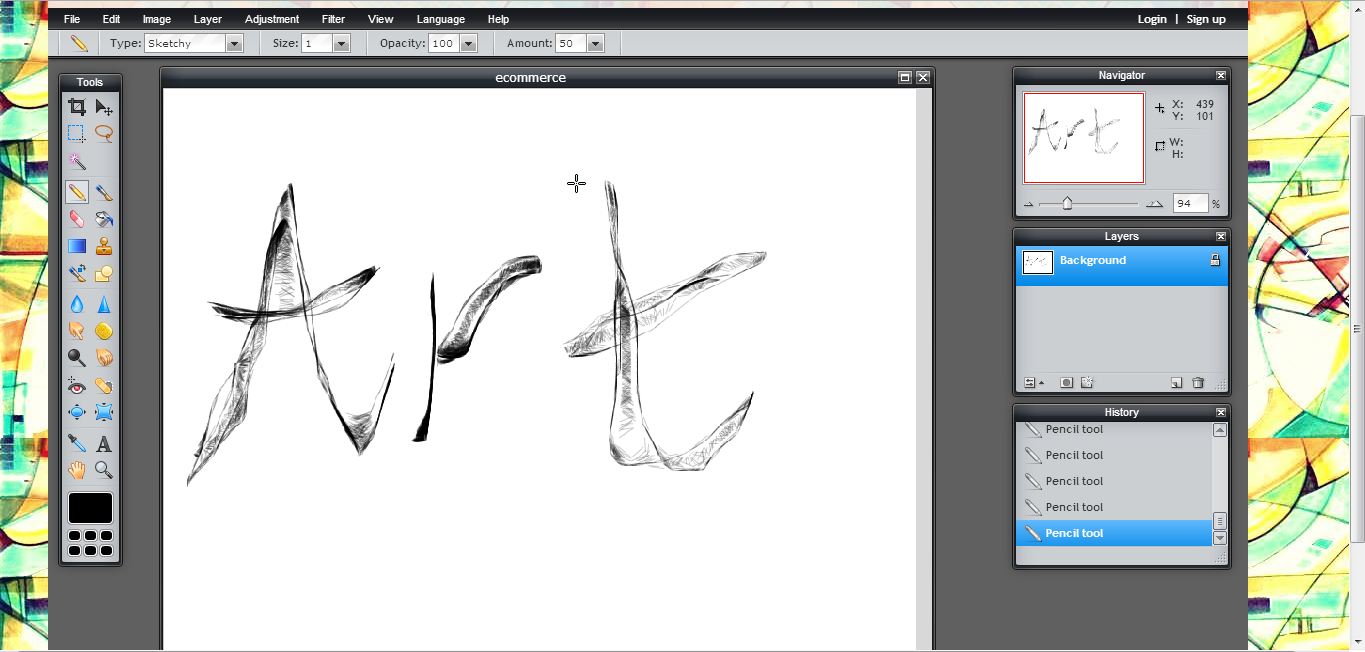 File Edit Image Layer Adjustment Filter View Language Help Login | Sign up
Type: Sketchy Size: 1 Opacity: 100 Amount: 50
Tools
ecommerce
Navigator
X: 439
Y: 101
W:
H:
94 %
Layers
Background
History
Pencil tool
Pencil tool
Pencil tool
Pencil tool
Pencil tool
Art
A